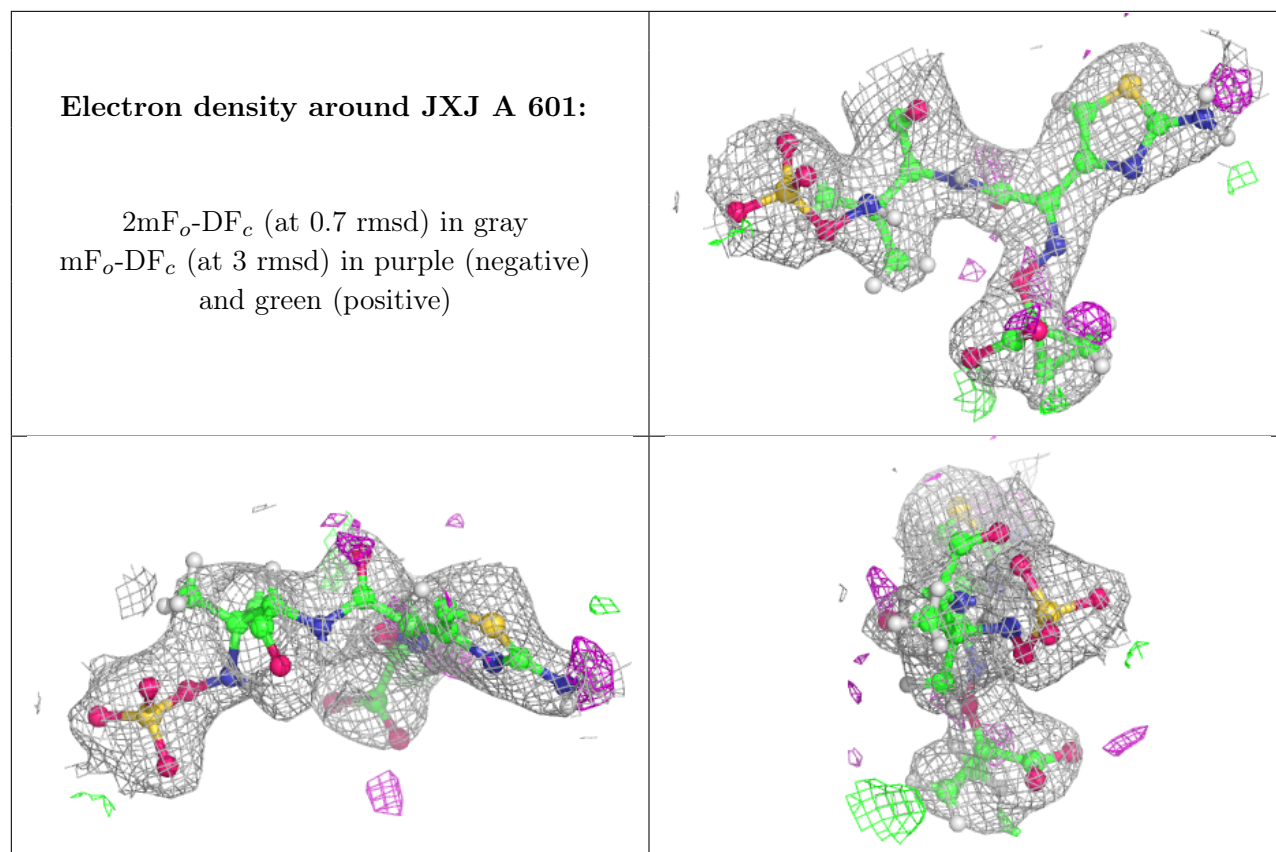 Electron density around JXJ A 601:
2mFo-DFc (at 0.7 rmsd) in gray
mFo-DFc (at 3 rmsd) in purple (negative)
and green (positive)